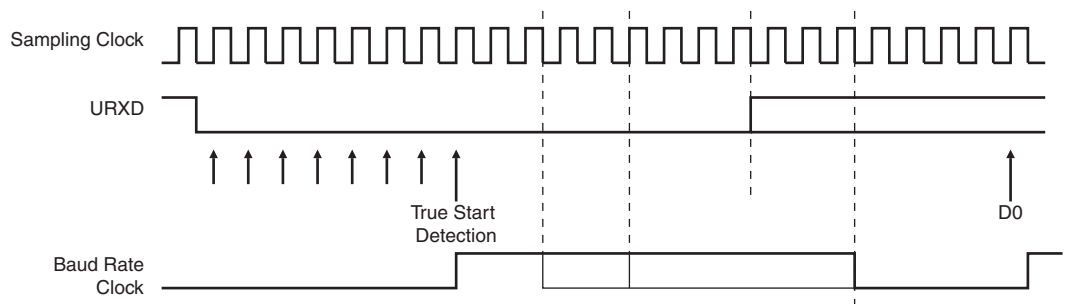 Sampling Clock
URXD
True Start
Detection
D0
Baud Rate
Clock